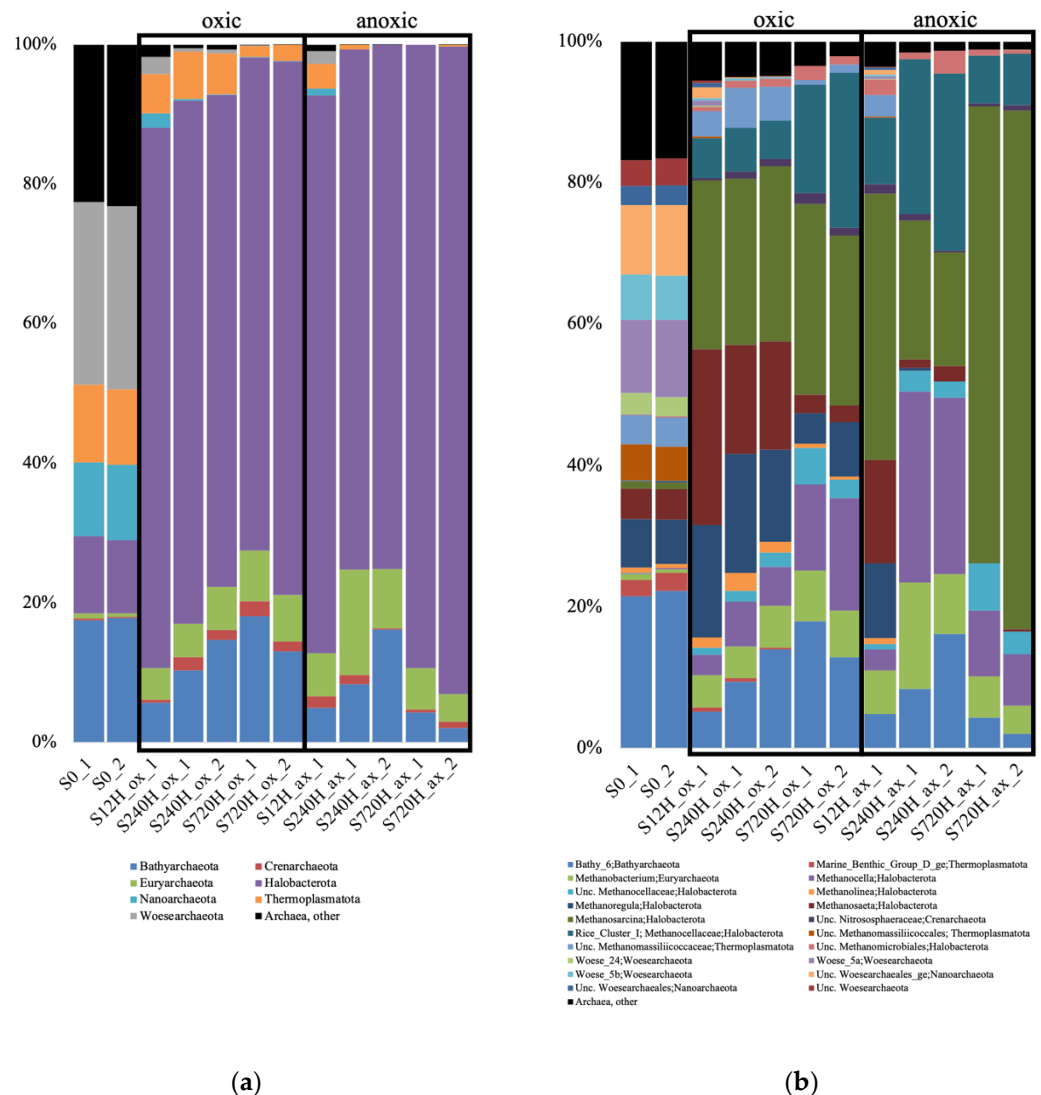 oxic anoxic
100%
80%
60%
40%
20%
0%
S0_1 S0_2 S12H_ox_1 S240H_ox_1 S240H_ox_2 S720H_ox_1 S720H_ox_2 S12H_ax_1 S240H_ax_1 S240H_ax_2 S720H_ax_1 S720H_ax_2
Bathyarchaeota Crenarchaeota
Euryarchaeota Halobacterota
Nanoarchaeota Thermoplasmatota
Woesearchaeota Archaea, other
(a)
oxic anoxic
100%
80%
60%
40%
20%
0%
S0_1 S0_2 S12H_ox_1 S240H_ox_1 S240H_ox_2 S720H_ox_1 S720H_ox_2 S12H_ax_1 S240H_ax_1 S240H_ax_2 S720H_ax_1 S720H_ax_2
Bathy_6;Bathyarchaeota Marine_Benthic_Group_D_ge;Thermoplasmatota
Methanobacterium;Euryarchaeota Methanocella;Halobacterota
Unc. Methanocellaceae;Halobacterota Methanolinea;Halobacterota
Methanoregula;Halobacterota Methanosaeta;Halobacterota
Methanosarcina;Halobacterota Unc. Nitrososphaeraceae;Crenarchaeota
Rice_Cluster_I; Methanocellaceae;Halobacterota Unc. Methanomassiliicoccales; Thermoplasmatota
Unc. Methanomassiliicoccaceae;Thermoplasmatota Unc. Methanomicrobiales;Halobacterota
Woese_24;Woesearchaeota Woese_5a;Woesearchaeota
Woese_5b;Woesearchaeota Unc. Woesearchaeales_ge;Nanoarchaeota
Unc. Woesearchaeales;Nanoarchaeota Unc. Woesearchaeota
Archaea, other
(b)